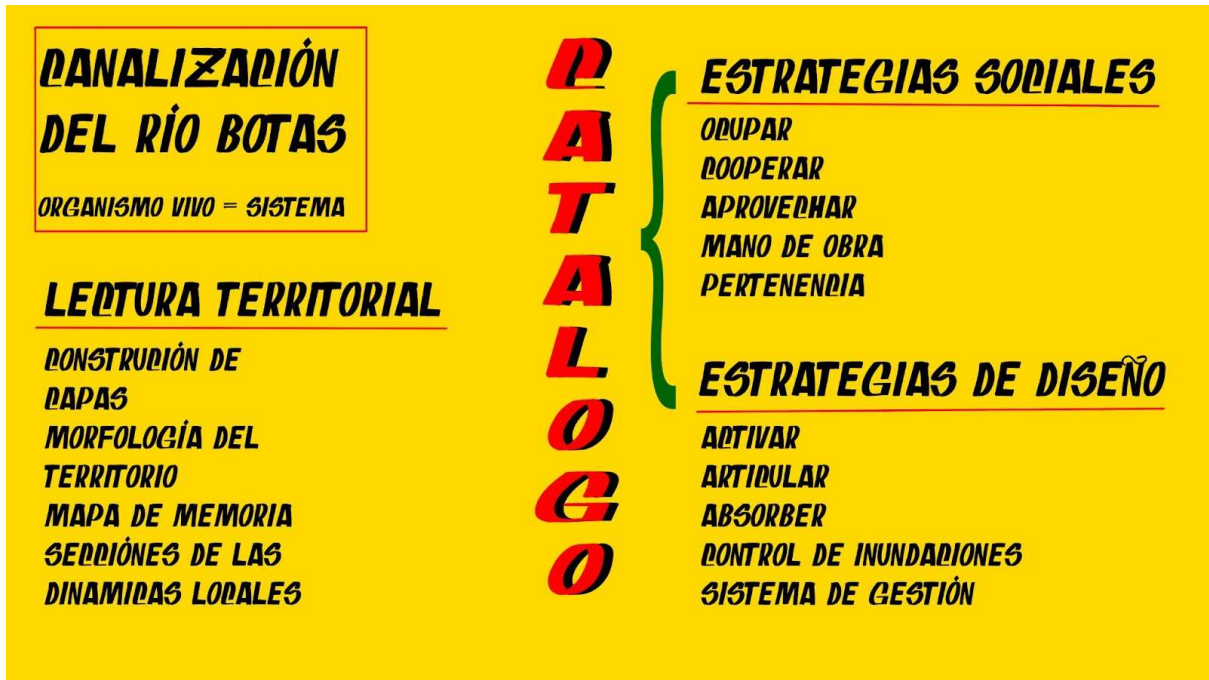 CANALIZACIÓN
DEL RÍO BOTAS
ORGANISMO VIVO = SISTEMA
LECTURA TERRITORIAL
CONSTRUCIÓN DE
CAPAS
MORFOLOGÍA DEL
TERRITORIO
MAPA DE MEMORIA
SECCIÓNES DE LAS
DINAMICAS LOCALES
CATALOGO
ESTRATEGIAS SOCIALES
OCUPAR
COOPERAR
APROVECHAR
MANO DE OBRA
PERTENENCIA
ESTRATEGIAS DE DISEÑO
ACTIVAR
ARTICULAR
ABSORBER
CONTROL DE INUNDACIONES
SISTEMA DE GESTIÓN